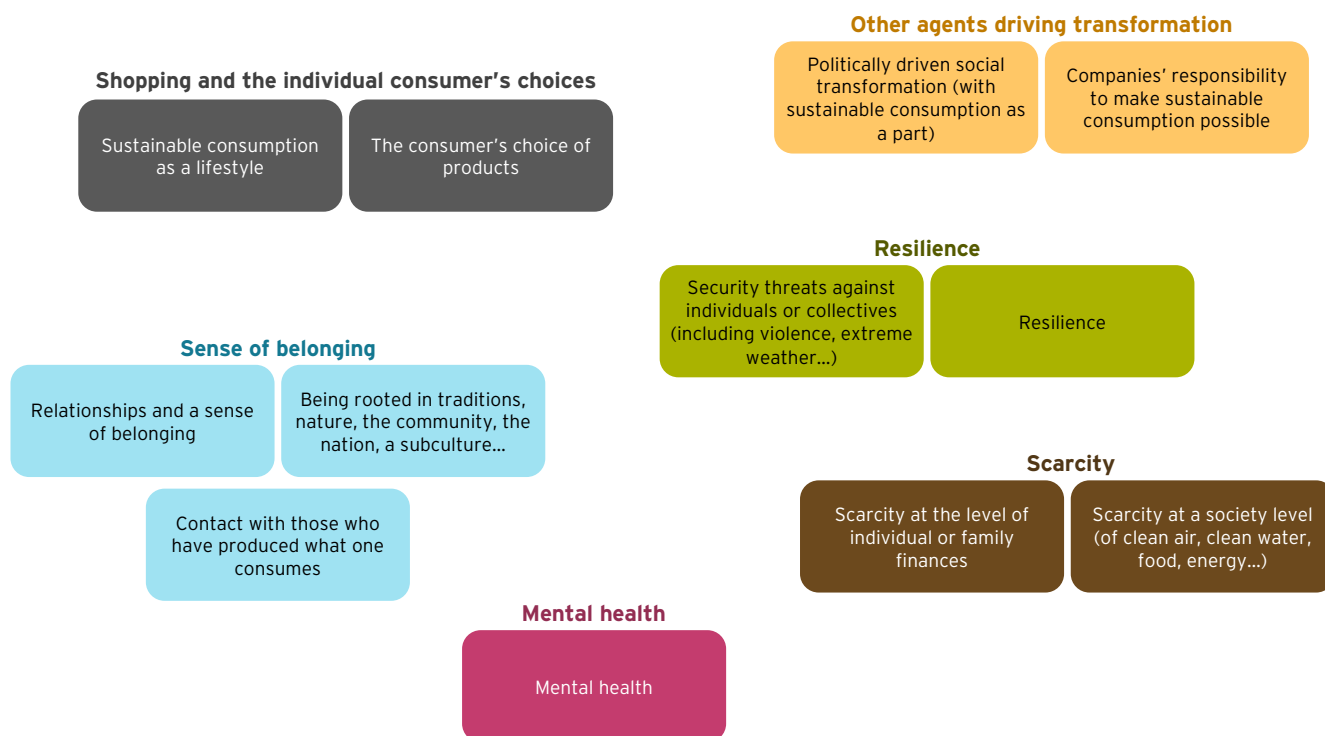 Other agents driving transformation
Politically driven social
transformation (with
sustainable consumption as
a part)
Companies’ responsibility
to make sustainable
consumption possible
Shopping and the individual consumer’s choices
Sustainable consumption
as a lifestyle
The consumer’s choice of
products
Resilience
Security threats against
individuals or collectives
(including violence, extreme
weather…)
Resilience
Sense of belonging
Relationships and a sense
of belonging
Being rooted in traditions,
nature, the community, the
nation, a subculture…
Contact with those who
have produced what one
consumes
Scarcity
Scarcity at the level of
individual or family
finances
Scarcity at a society level
(of clean air, clean water,
food, energy…)
Mental health
Mental health